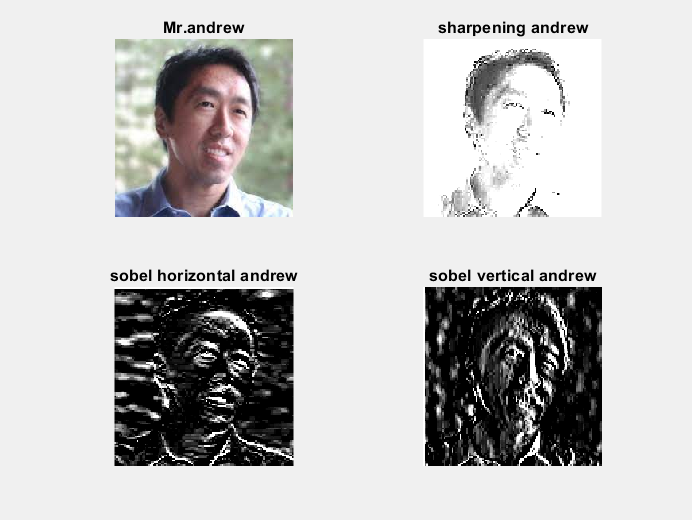 Mr.andrew
sharpening andrew
sobel horizontal andrew
sobel vertical andrew